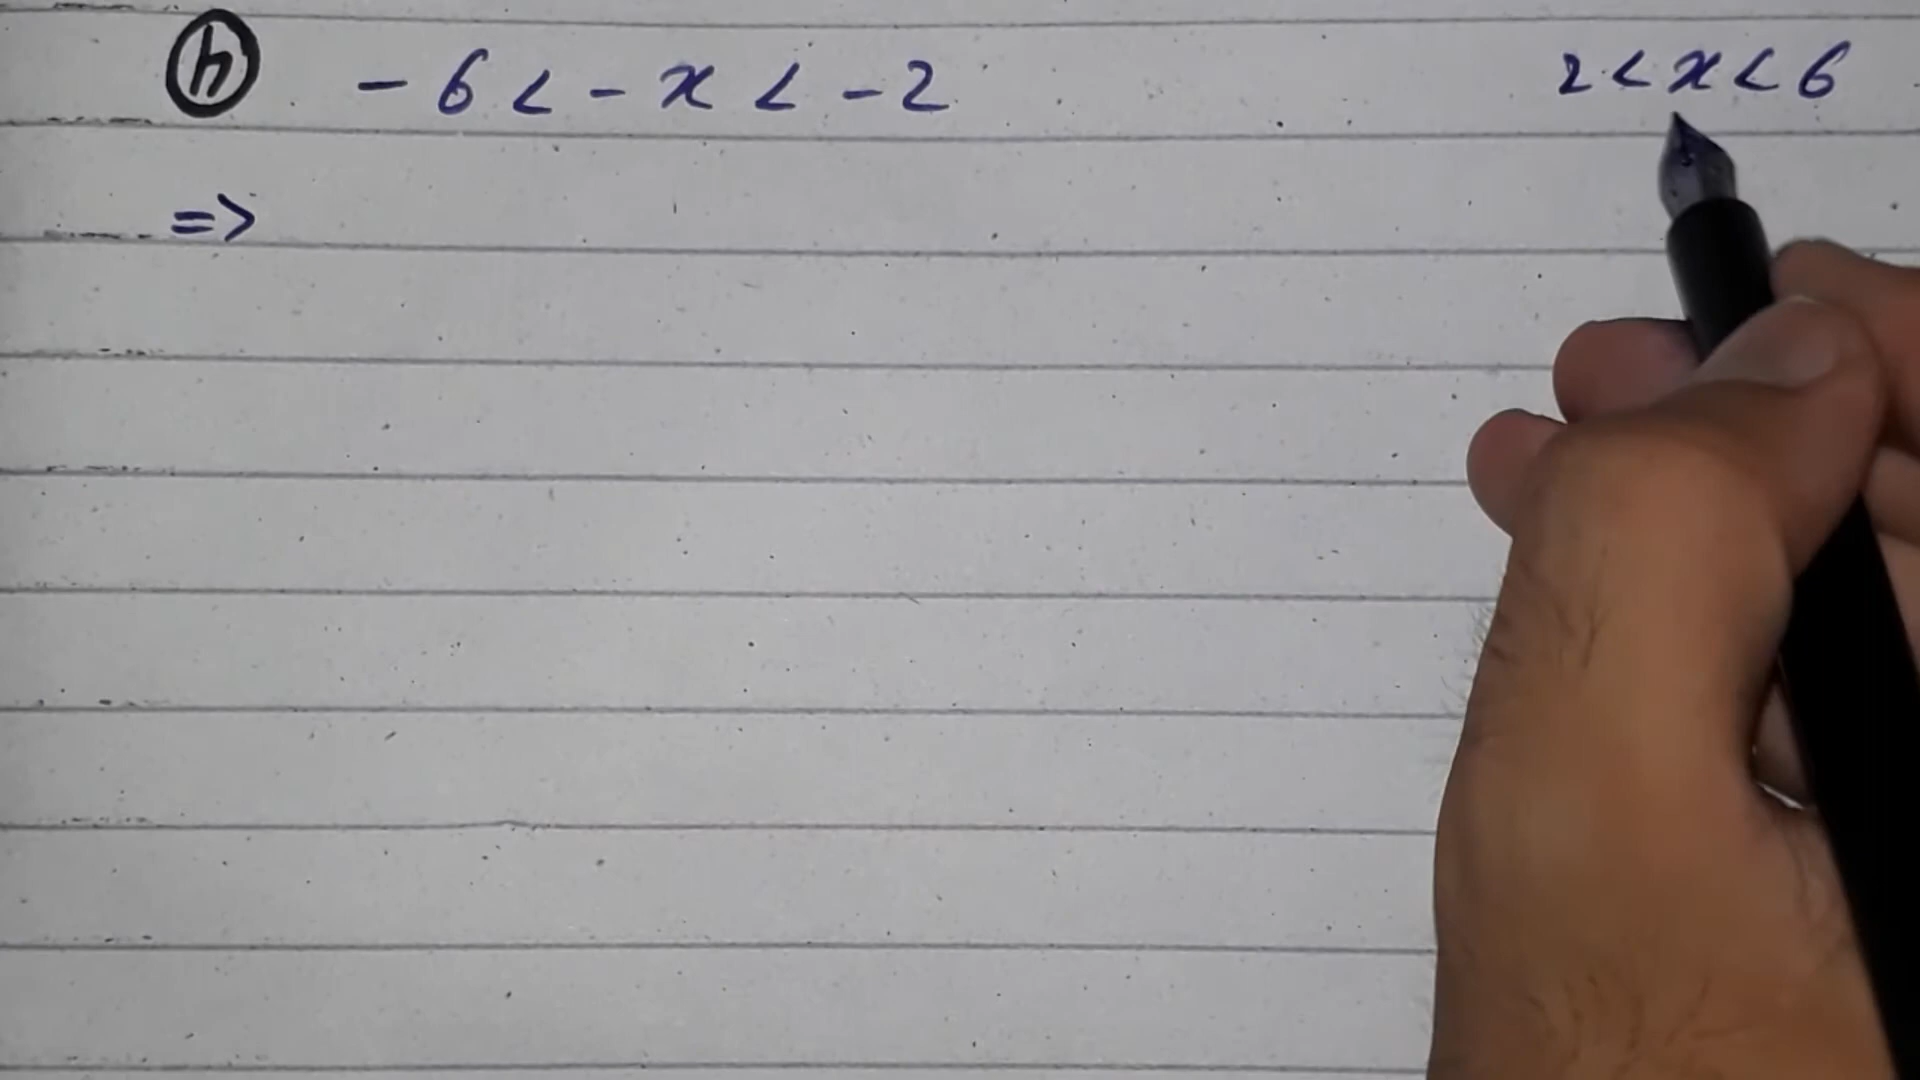 (h) -6 < -x < -2 2 < x < 6
=>